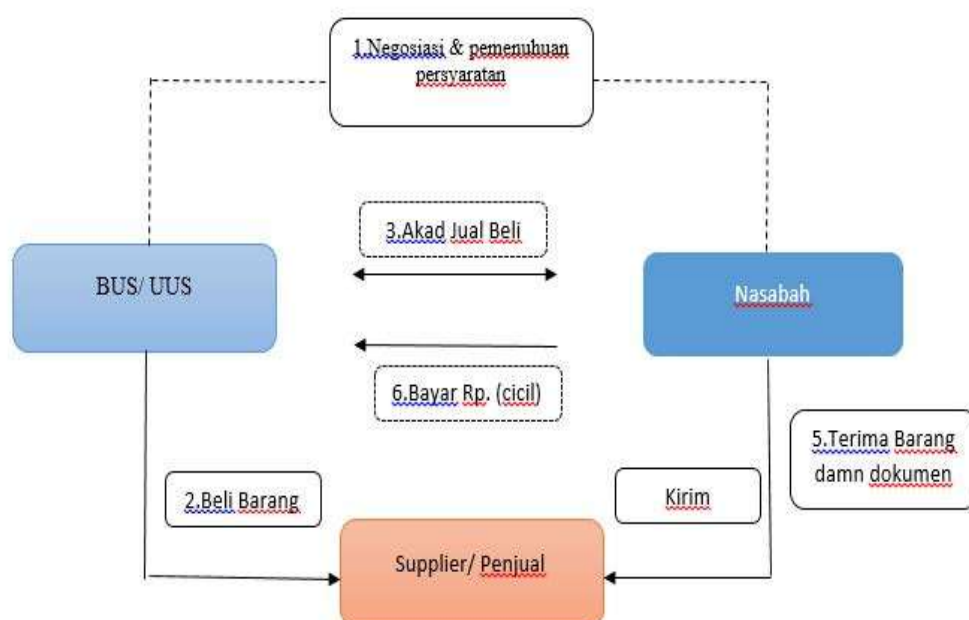 1.Negosiasi & pemenuhuan
persyaratan
3.Akad Jual Beli
BUS/ UUS
Nasabah
6.Bayar Rp. (cicil)
5.Terima Barang
damn dokumen
2.Beli Barang
Kirim
Supplier/ Penjual